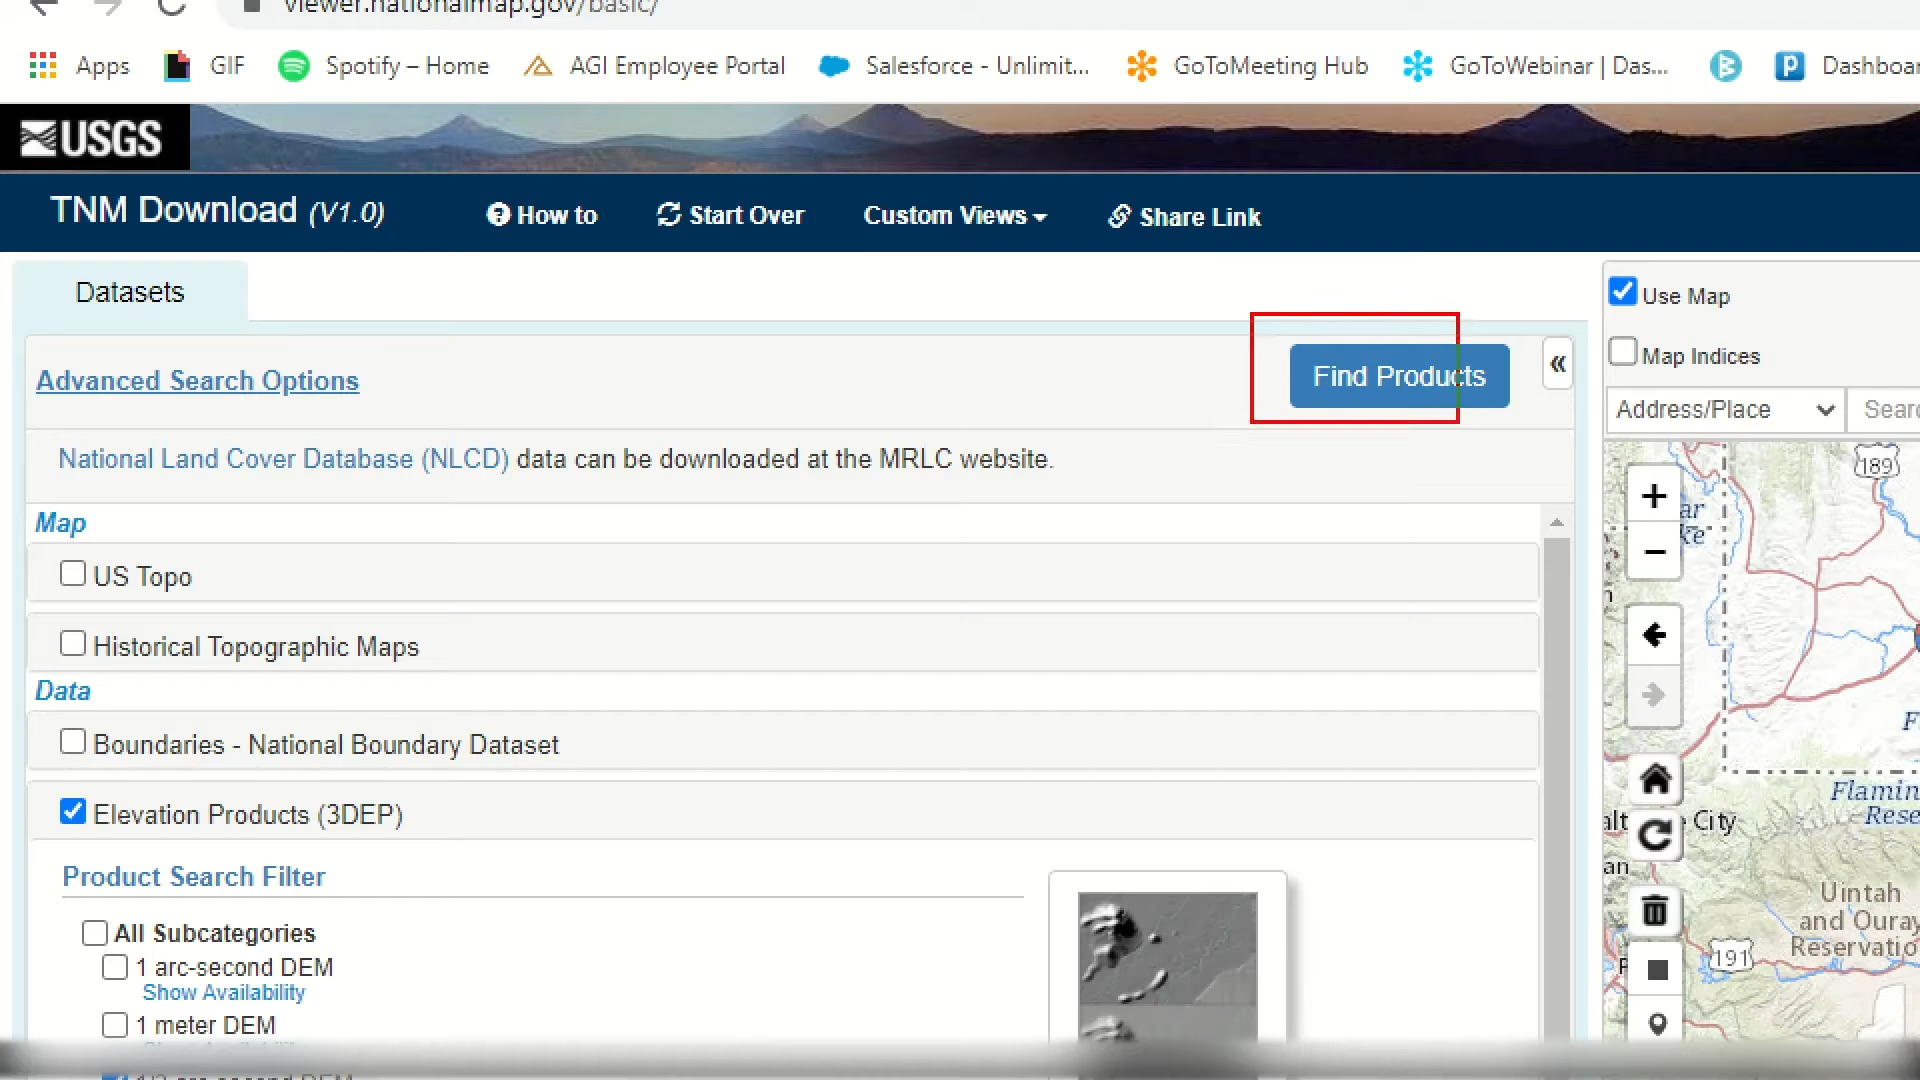 viewer.nationalmap.gov/basic/
Apps GIF Spotify – Home AGI Employee Portal Salesforce - Unlimit... GoToMeeting Hub GoToWebinar | Das... Dashboar
USGS
TNM Download (V1.0) How to Start Over Custom Views Share Link
Datasets
Use Map
Map Indices
Advanced Search Options
Find Products
«
Address/Place
Searc
National Land Cover Database (NLCD) data can be downloaded at the MRLC website.
189
Map
US Topo
Historical Topographic Maps
Data
Boundaries - National Boundary Dataset
Elevation Products (3DEP)
Flamin
Rese
City
Product Search Filter
Uintah
and Ouray
Reservatio
191
All Subcategories
1 arc-second DEM
Show Availability
1 meter DEM